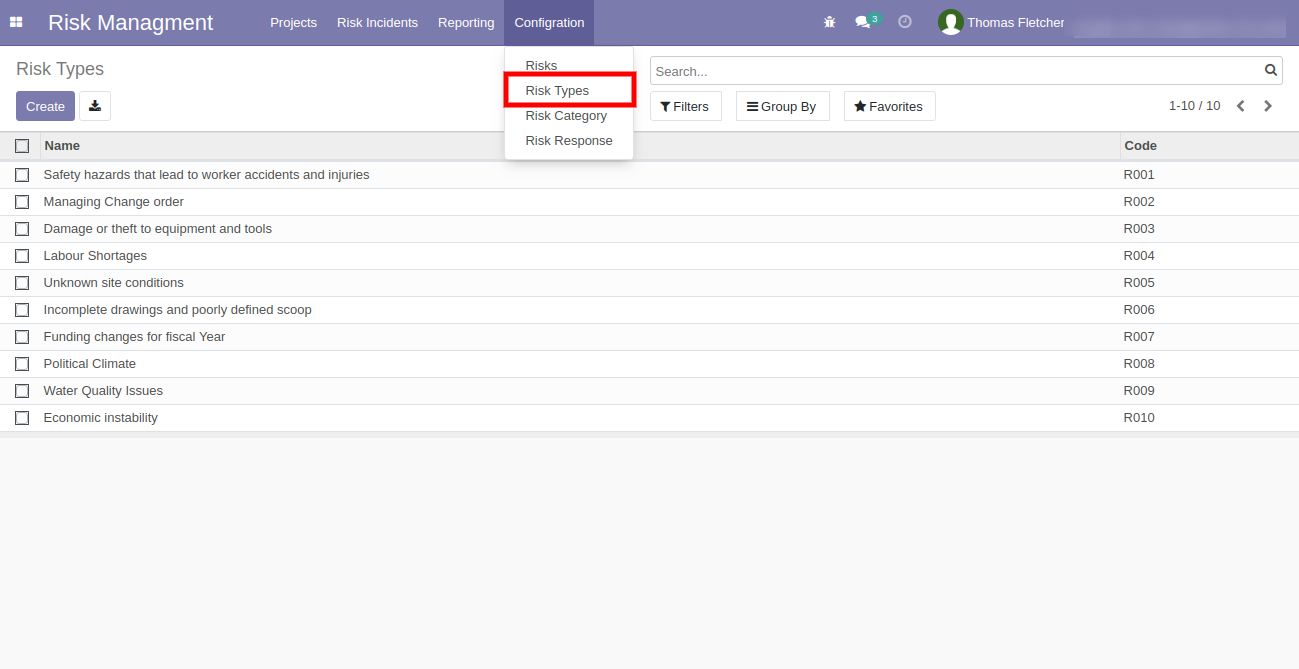 Risk Managment Projects Risk Incidents Reporting Configration 3 Thomas Fletcher
Risk Types
Search...
Create
Risks
Risk Types
Risk Category
Risk Response
Filters Group By Favorites 1-10 / 10
Name Code
Safety hazards that lead to worker accidents and injuries R001
Managing Change order R002
Damage or theft to equipment and tools R003
Labour Shortages R004
Unknown site conditions R005
Incomplete drawings and poorly defined scoop R006
Funding changes for fiscal Year R007
Political Climate R008
Water Quality Issues R009
Economic instability R010